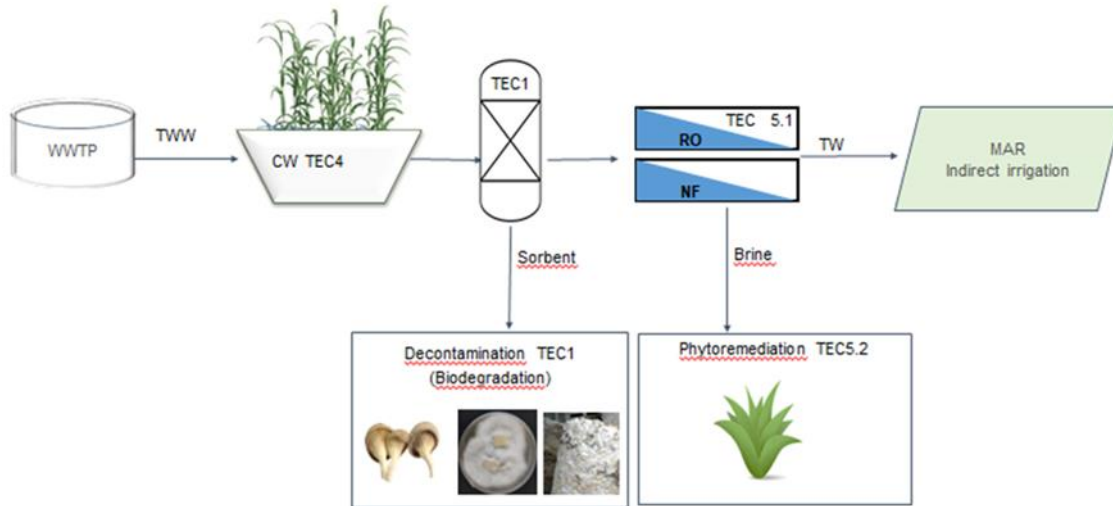 TEC1
TWW
WWTP
CW TEC4
TEC 5.1
RO
NF
TW
MAR
Indirect irrigation
Sorbent
Brine
Decontamination TEC1
(Biodegradation)
Phytoremediation TEC5.2